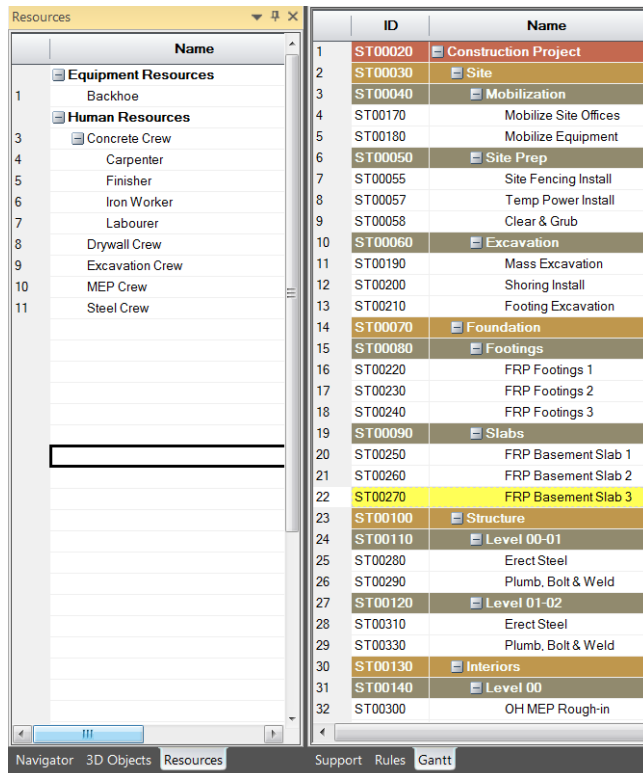 Resources
Name
Equipment Resources
1 Backhoe
Human Resources
3 Concrete Crew
4 Carpenter
5 Finisher
6 Iron Worker
7 Labourer
8 Drywall Crew
9 Excavation Crew
10 MEP Crew
11 Steel Crew
Navigator 3D Objects Resources
ID Name
1 ST00020 Construction Project
2 ST00030 Site
3 ST00040 Mobilization
4 ST00170 Mobilize Site Offices
5 ST00180 Mobilize Equipment
6 ST00050 Site Prep
7 ST00055 Site Fencing Install
8 ST00057 Temp Power Install
9 ST00058 Clear & Grub
10 ST00060 Excavation
11 ST00190 Mass Excavation
12 ST00200 Shoring Install
13 ST00210 Footing Excavation
14 ST00070 Foundation
15 ST00080 Footings
16 ST00220 FRP Footings 1
17 ST00230 FRP Footings 2
18 ST00240 FRP Footings 3
19 ST00090 Slabs
20 ST00250 FRP Basement Slab 1
21 ST00260 FRP Basement Slab 2
22 ST00270 FRP Basement Slab 3
23 ST00100 Structure
24 ST00110 Level 00-01
25 ST00280 Erect Steel
26 ST00290 Plumb, Bolt & Weld
27 ST00120 Level 01-02
28 ST00310 Erect Steel
29 ST00330 Plumb, Bolt & Weld
30 ST00130 Interiors
31 ST00140 Level 00
32 ST00300 OH MEP Rough-in
Support Rules Gantt